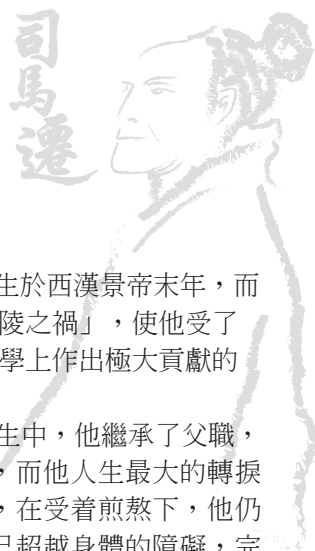 司馬遷
生於西漢景帝末年，而
陵之禍」，使他受了
學上作出極大貢獻的
生中，他繼承了父職，
，而他人生最大的轉捩
，在受着煎熬下，他仍
己超越身體的障礙，完